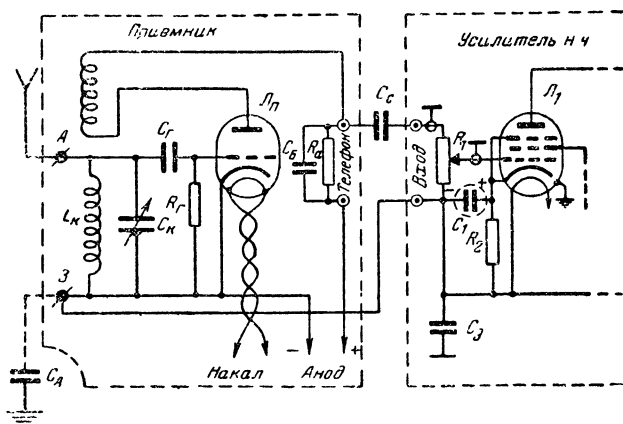 Приемник
Усилитель н ч
Лп
Л1
А
Cг
Cс
Cб
Rа
Телефон
Вход
R1
Lк
Cк
Rг
C1
+
R2
З
Cз
CА
Накал
–
Анод
+